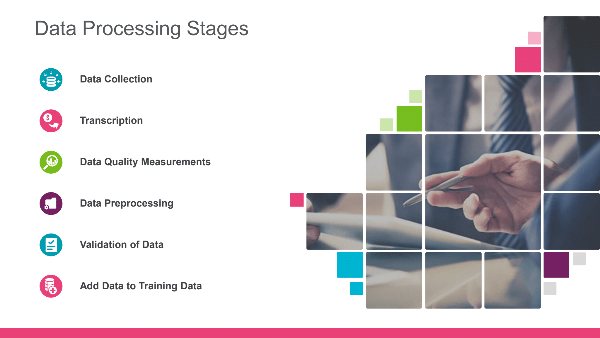 Data Processing Stages
Data Collection
Transcription
Data Quality Measurements
Data Preprocessing
Validation of Data
Add Data to Training Data